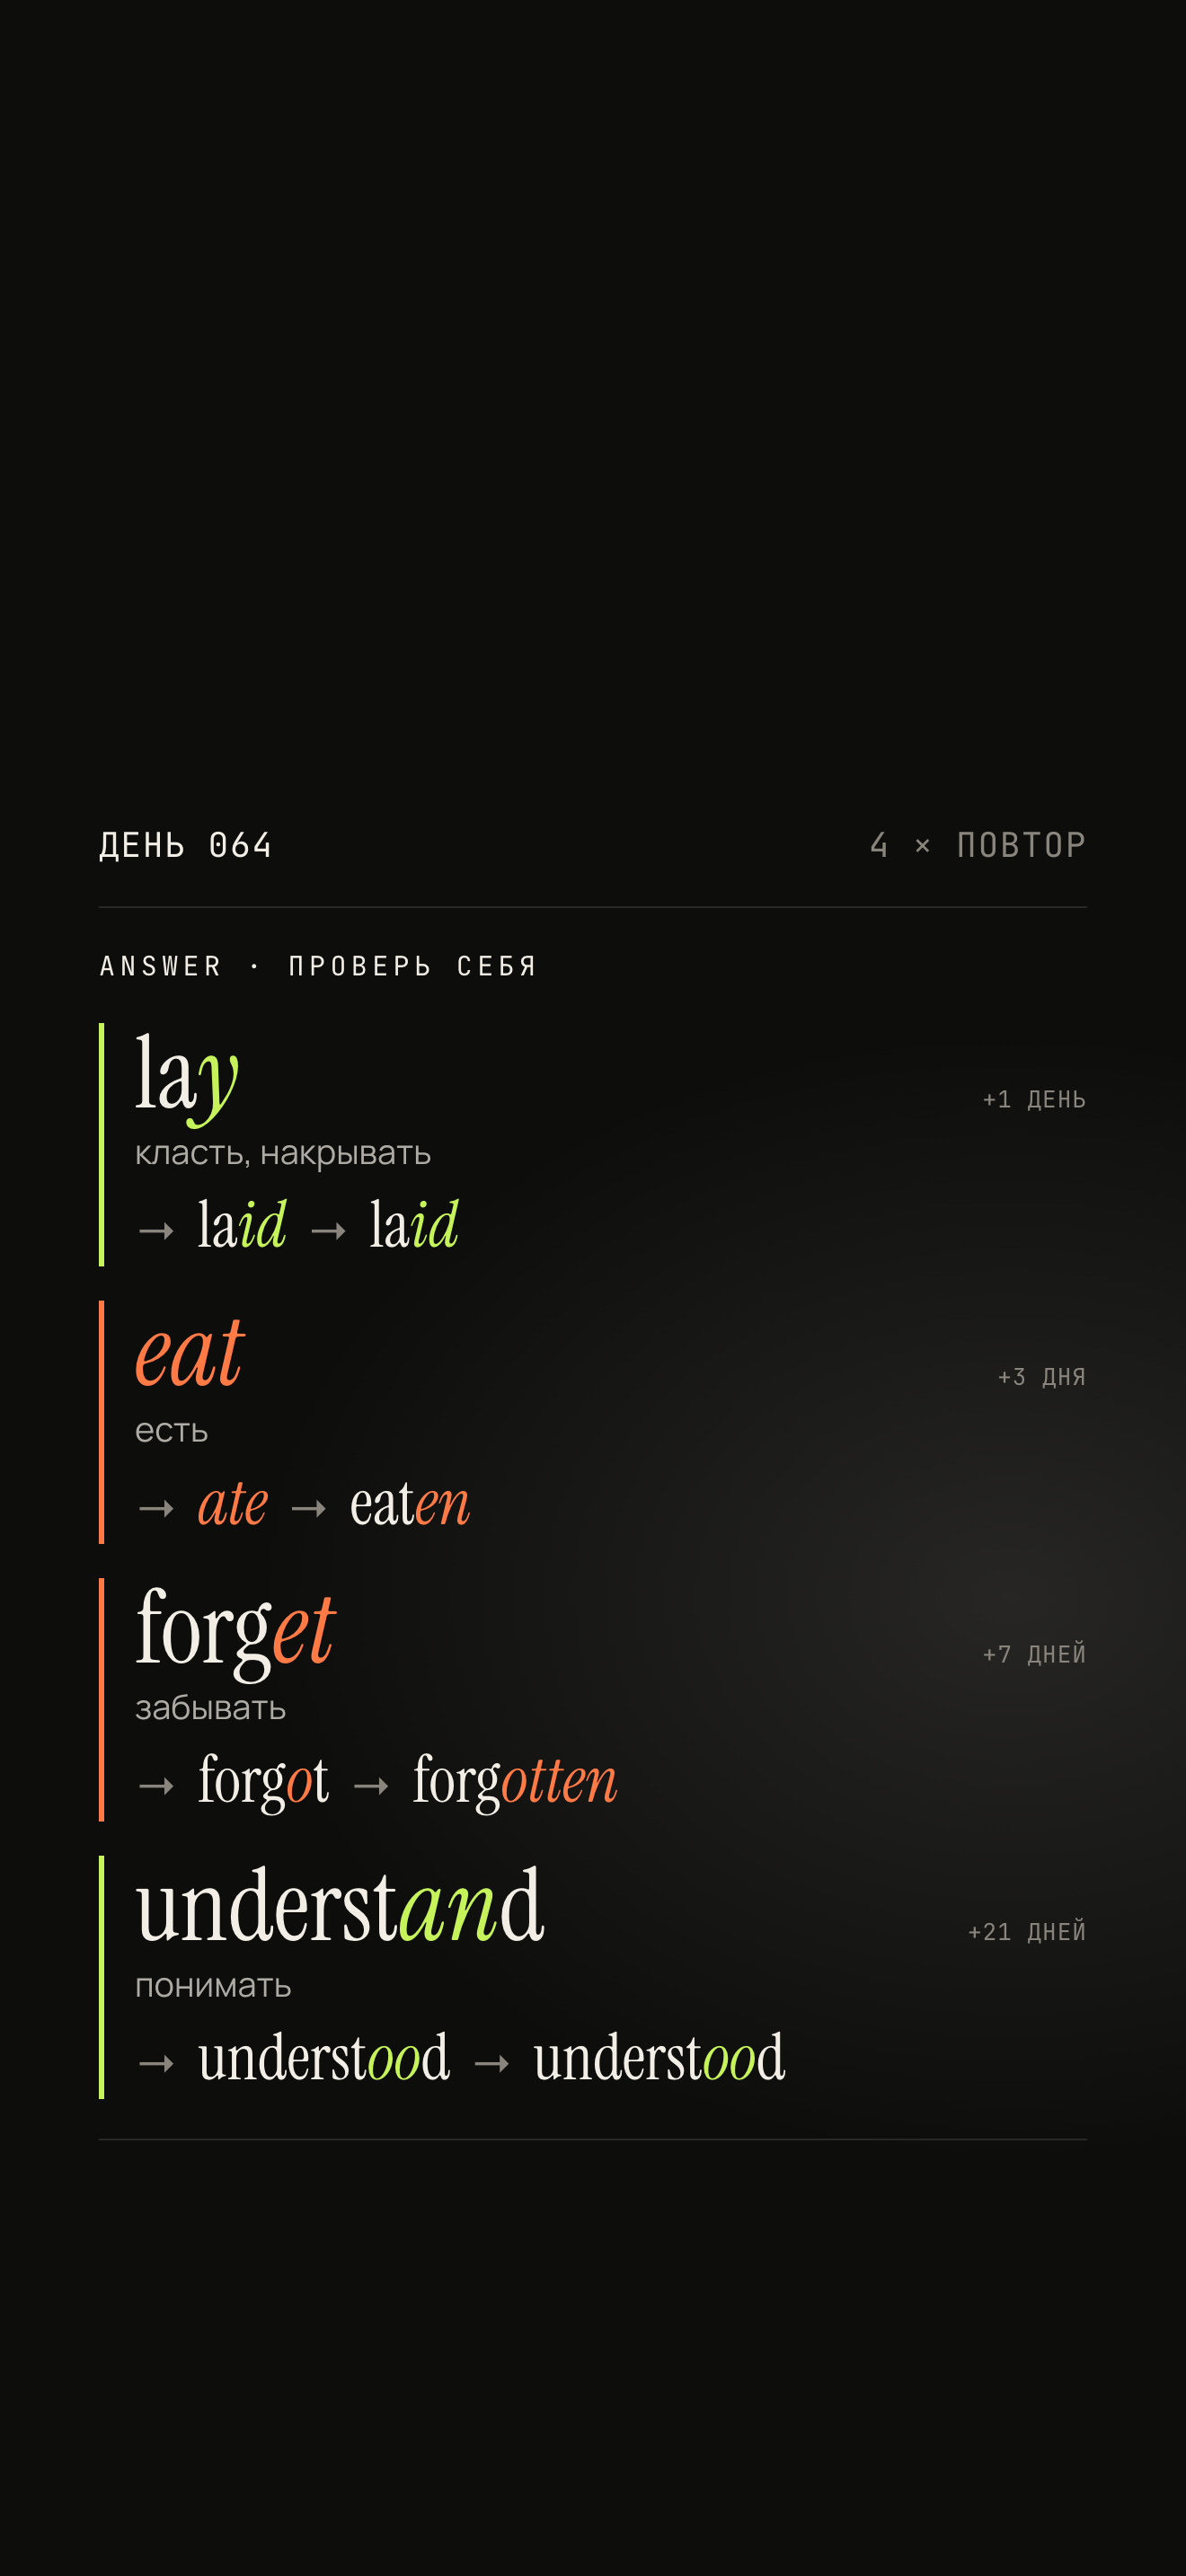 ДЕНЬ 064
4 × ПОВТОР
ANSWER · ПРОВЕРЬ СЕБЯ
lay
+1 ДЕНЬ
класть, накрывать
→ laid → laid
eat
+3 ДНЯ
есть
→ ate → eaten
forget
+7 ДНЕЙ
забывать
→ forgot → forgotten
understand
+21 ДНЕЙ
понимать
→ understood → understood